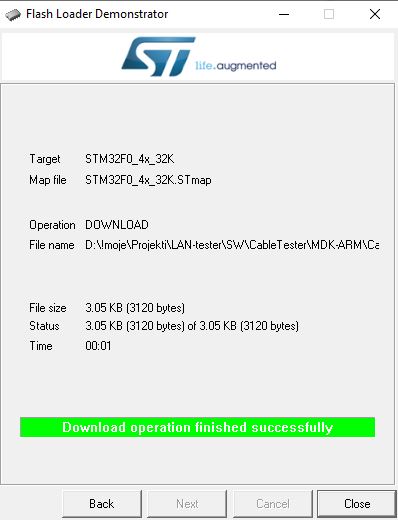 Flash Loader Demonstrator
ST
life.augmented
Target STM32F0_4x_32K
Map file STM32F0_4x_32K.STmap
Operation DOWNLOAD
File name D:\!moje\Projekti\LAN-tester\SW\CableTester\MDK-ARM\Ca
File size 3.05 KB (3120 bytes)
Status 3.05 KB (3120 bytes) of 3.05 KB (3120 bytes)
Time 00:01
Download operation finished successfully
Back Next Cancel Close